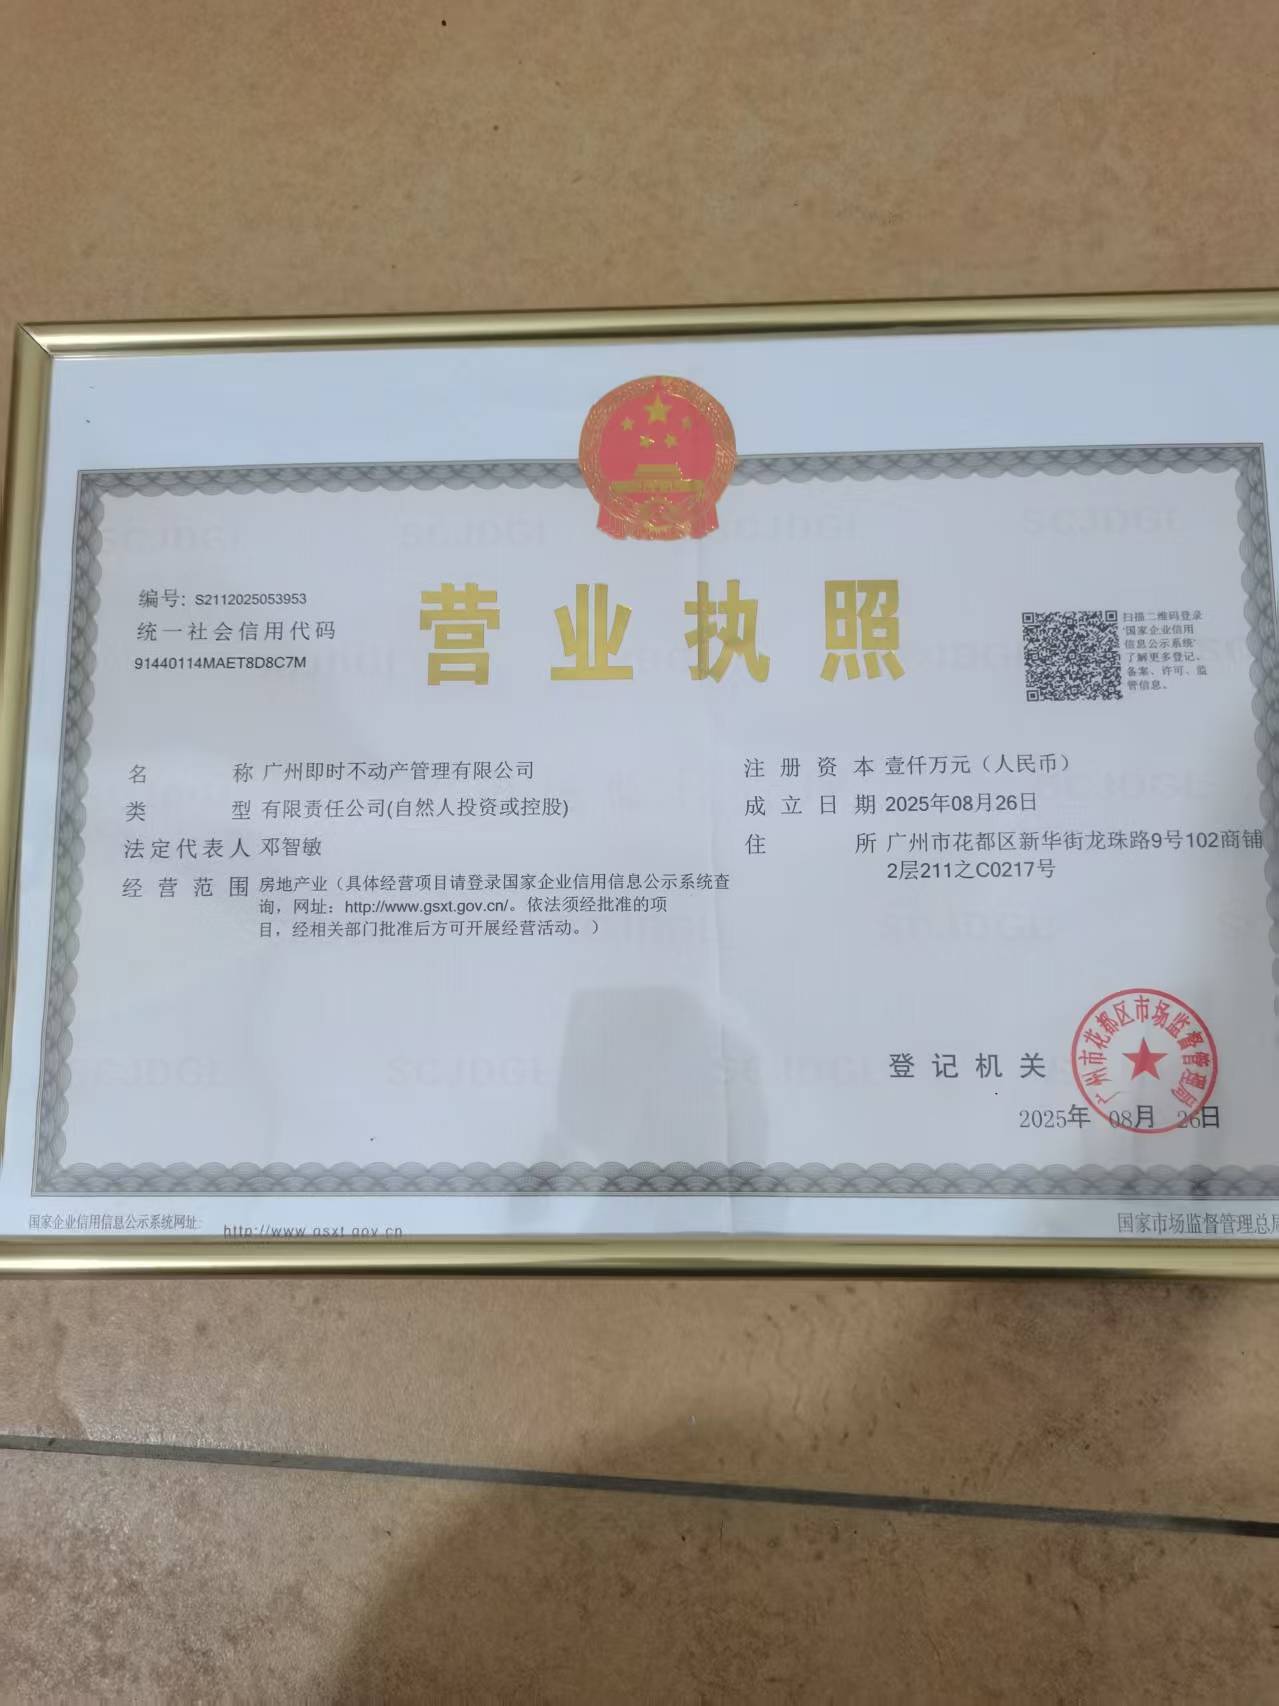 编号: S2112025053953
统一社会信用代码
91440114MAET8D8C7M
营业执照
扫描二维码登录
'国家企业信用
信息公示系统'
了解更多登记、
备案、许可、监
管信息。
名称 广州即时不动产管理有限公司
类型 有限责任公司(自然人投资或控股)
法定代表人 邓智敏
经营范围 房地产业（具体经营项目请登录国家企业信用信息公示系统查
询，网址：http://www.gsxt.gov.cn/。依法须经批准的项
目，经相关部门批准后方可开展经营活动。）
注册资本 壹仟万元（人民币）
成立日期 2025年08月26日
住所 广州市花都区新华街龙珠路9号102商铺
2层211之C0217号
登记机关
广州市花都区市场监督管理局
2025年 08月 26日
国家企业信用信息公示系统网址:
http://www.gsxt.gov.cn
国家市场监督管理总局